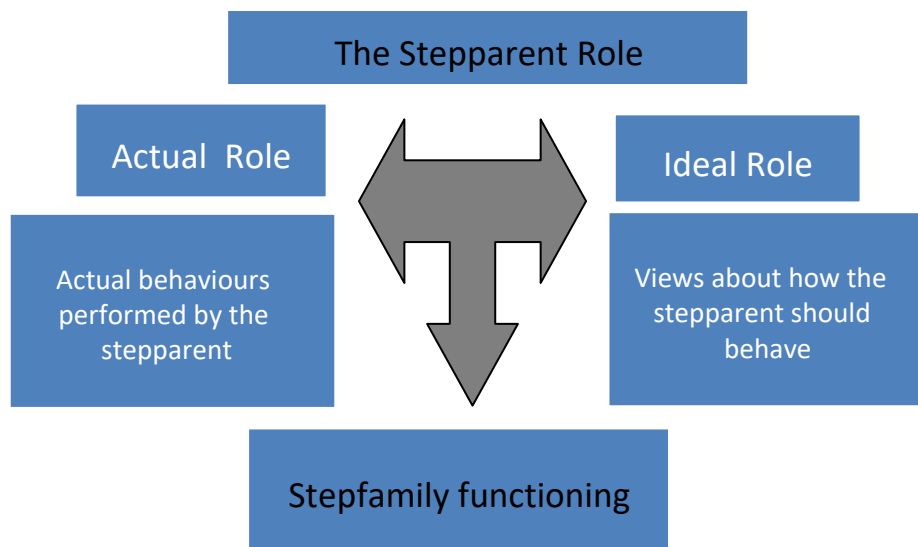 The Stepparent Role
Actual  Role
Ideal Role
Actual behaviours
performed by the
stepparent
Views about how the
stepparent should
behave
Stepfamily functioning